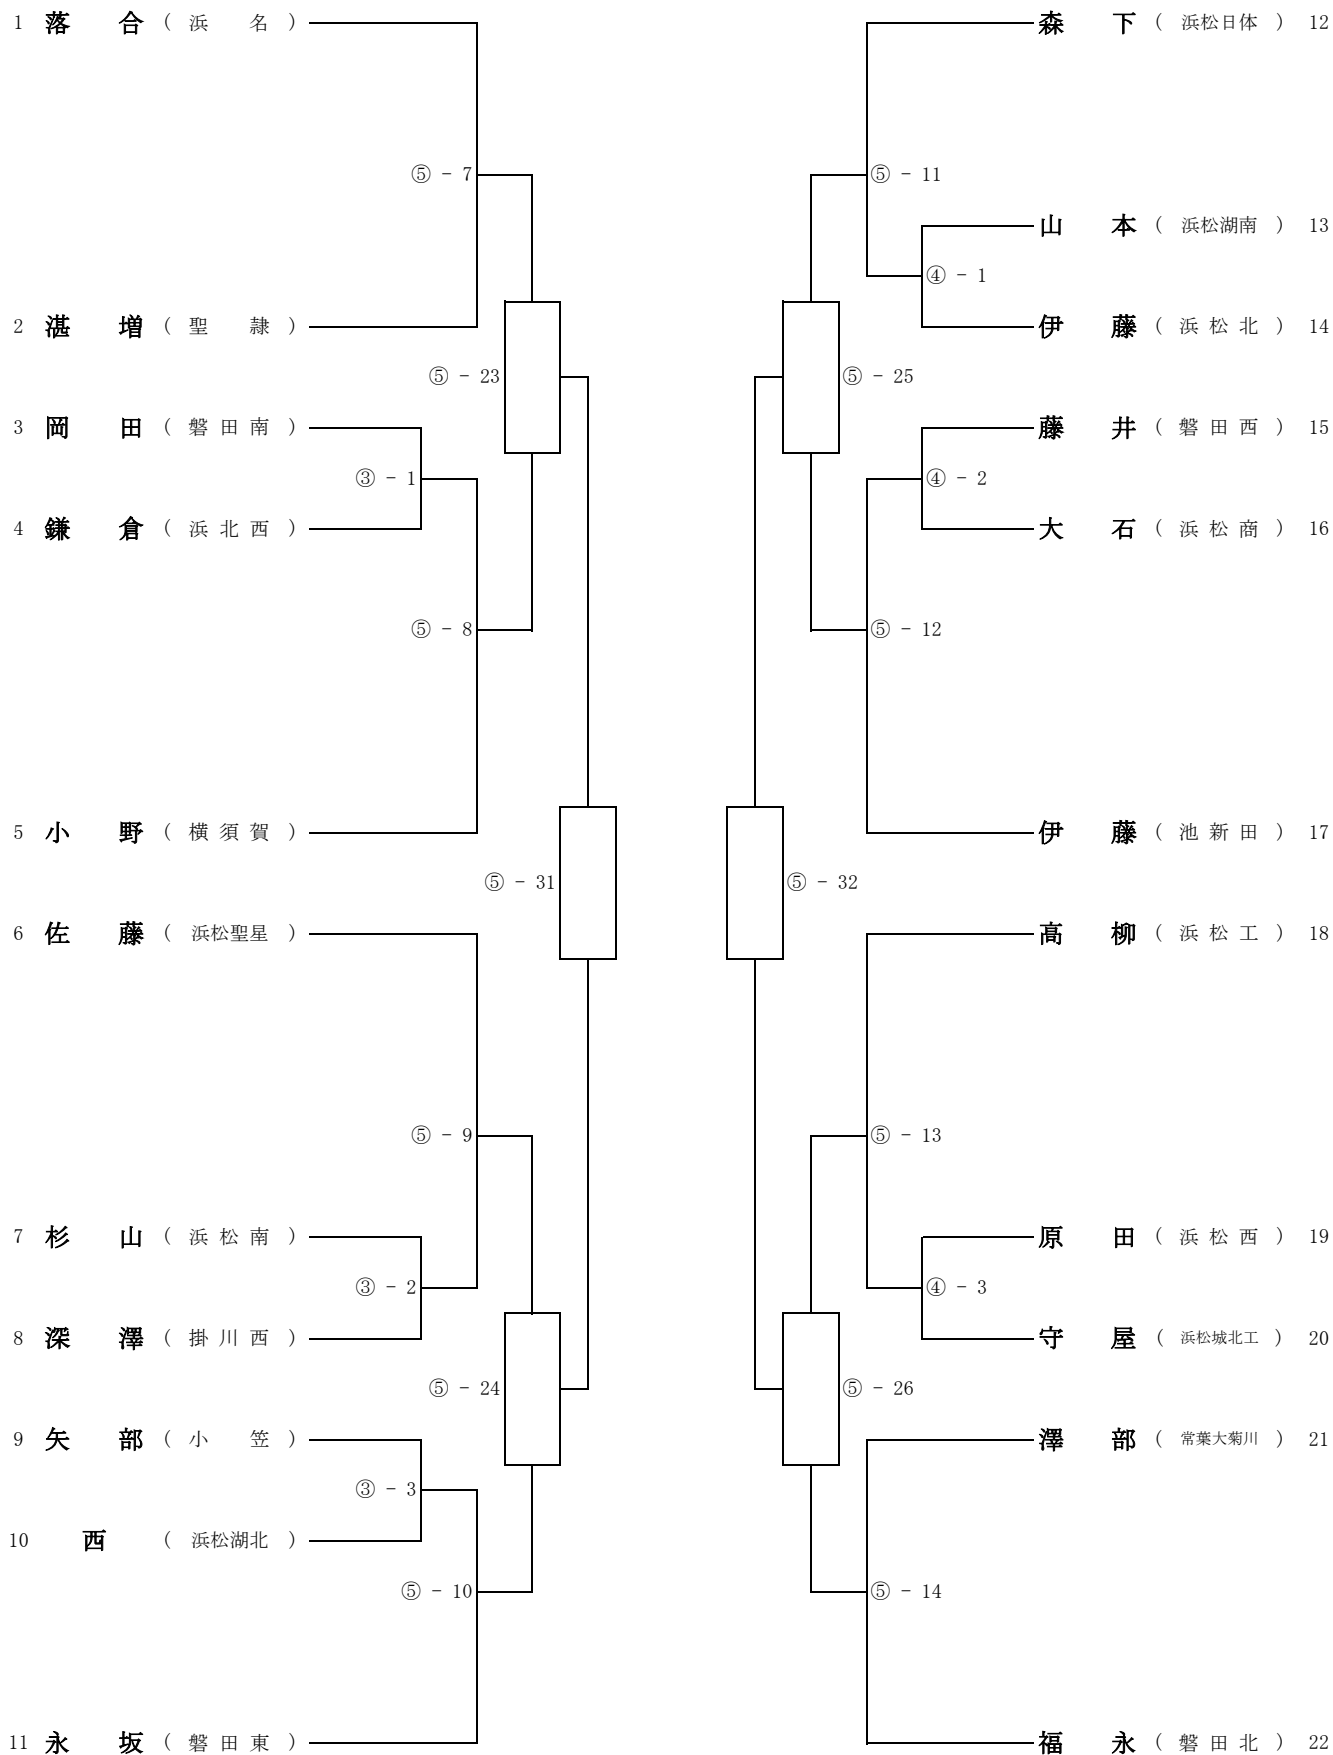 1 落合 ( 浜名 ) 森下 ( 浜松日体 ) 12
⑤ - 7 ⑤ - 11
山本 ( 浜松湖南 ) 13
④ - 1
2 湛増 ( 聖隷 ) 伊藤 ( 浜松北 ) 14
⑤ - 23 ⑤ - 25
3 岡田 ( 磐田南 ) 藤井 ( 磐田西 ) 15
③ - 1 ④ - 2
4 鎌倉 ( 浜北西 ) 大石 ( 浜松商 ) 16
⑤ - 8 ⑤ - 12
5 小野 ( 横須賀 ) 伊藤 ( 池新田 ) 17
⑤ - 31 ⑤ - 32
6 佐藤 ( 浜松聖星 ) 高柳 ( 浜松工 ) 18
⑤ - 9 ⑤ - 13
7 杉山 ( 浜松南 ) 原田 ( 浜松西 ) 19
③ - 2 ④ - 3
8 深澤 ( 掛川西 ) 守屋 ( 浜松城北工 ) 20
⑤ - 24 ⑤ - 26
9 矢部 ( 小笠 ) 澤部 ( 常葉大菊川 ) 21
③ - 3
10 西 ( 浜松湖北 )
⑤ - 10 ⑤ - 14
11 永坂 ( 磐田東 ) 福永 ( 磐田北 ) 22